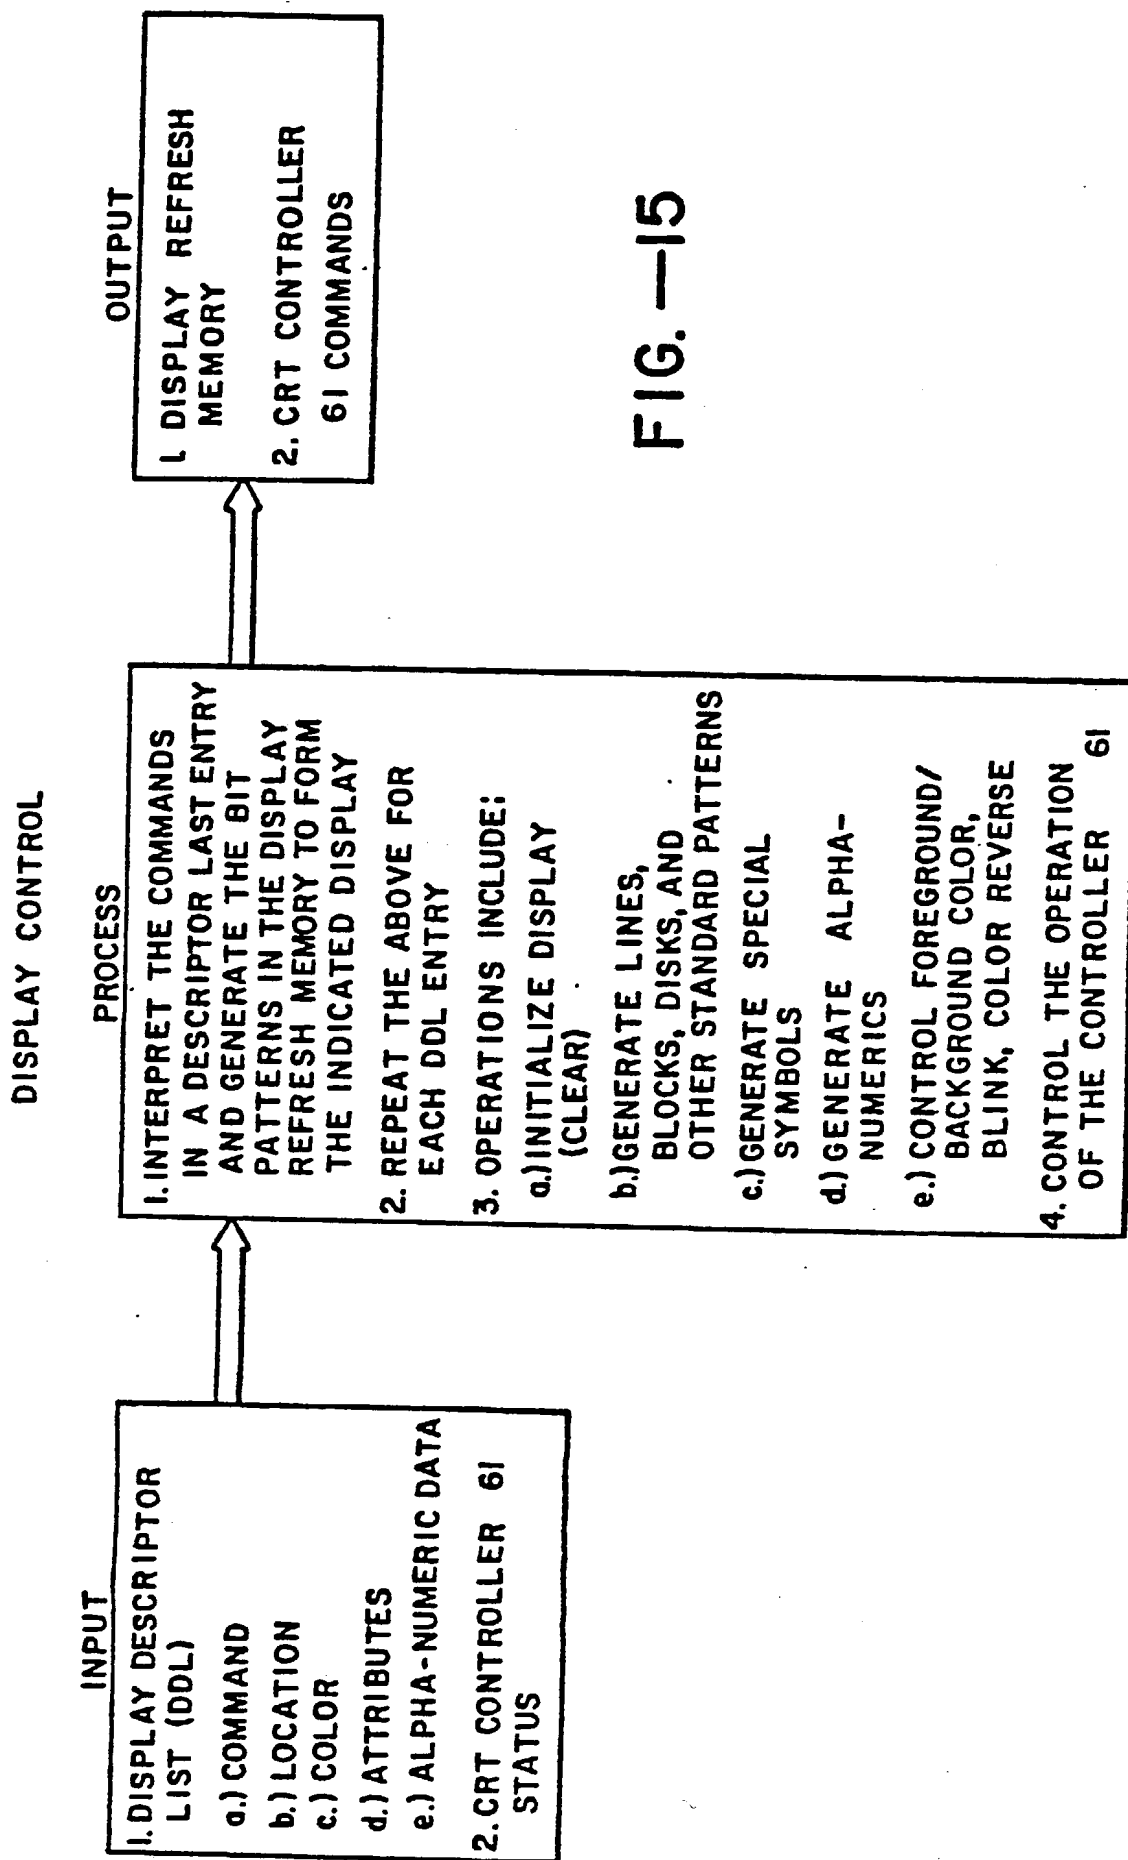 DISPLAY CONTROL
INPUT
1. DISPLAY DESCRIPTOR
LIST (DDL)
a.) COMMAND
b.) LOCATION
c.) COLOR
d.) ATTRIBUTES
e.) ALPHA-NUMERIC DATA
2. CRT CONTROLLER 61
STATUS
PROCESS
1. INTERPRET THE COMMANDS
IN A DESCRIPTOR LAST ENTRY
AND GENERATE THE BIT
PATTERNS IN THE DISPLAY
REFRESH MEMORY TO FORM
THE INDICATED DISPLAY
2. REPEAT THE ABOVE FOR
EACH DDL ENTRY
3. OPERATIONS INCLUDE:
a.) INITIALIZE DISPLAY
(CLEAR)
b.) GENERATE LINES,
BLOCKS, DISKS, AND
OTHER STANDARD PATTERNS
c.) GENERATE SPECIAL
SYMBOLS
d.) GENERATE ALPHA-
NUMERICS
e.) CONTROL FOREGROUND/
BACKGROUND COLOR,
BLINK, COLOR REVERSE
4. CONTROL THE OPERATION
OF THE CONTROLLER 61
OUTPUT
1. DISPLAY REFRESH
MEMORY
2. CRT CONTROLLER
61 COMMANDS
FIG.—15